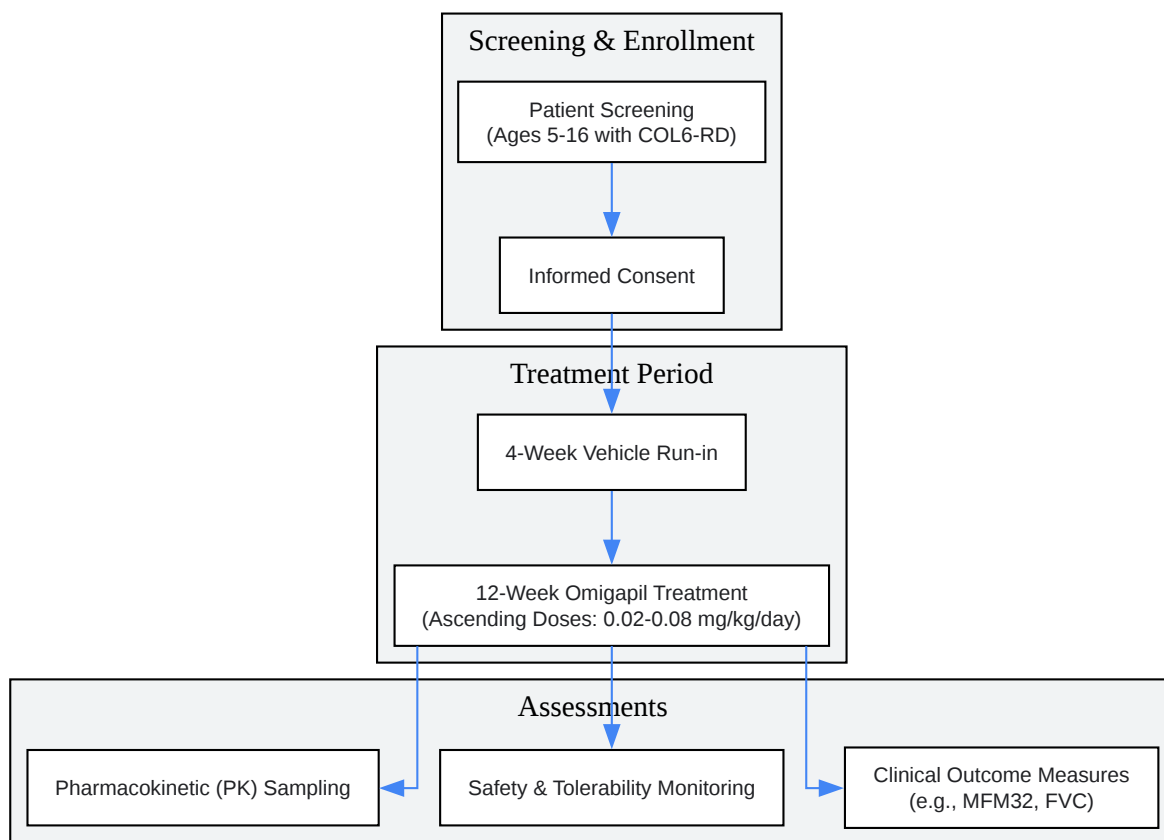 Screening & Enrollment
Patient Screening
(Ages 5-16 with COL6-RD)
Informed Consent
Treatment Period
4-Week Vehicle Run-in
12-Week Omigapil Treatment
(Ascending Doses: 0.02-0.08 mg/kg/day)
Assessments
Pharmacokinetic (PK) Sampling
Safety & Tolerability Monitoring
Clinical Outcome Measures
(e.g., MFM32, FVC)